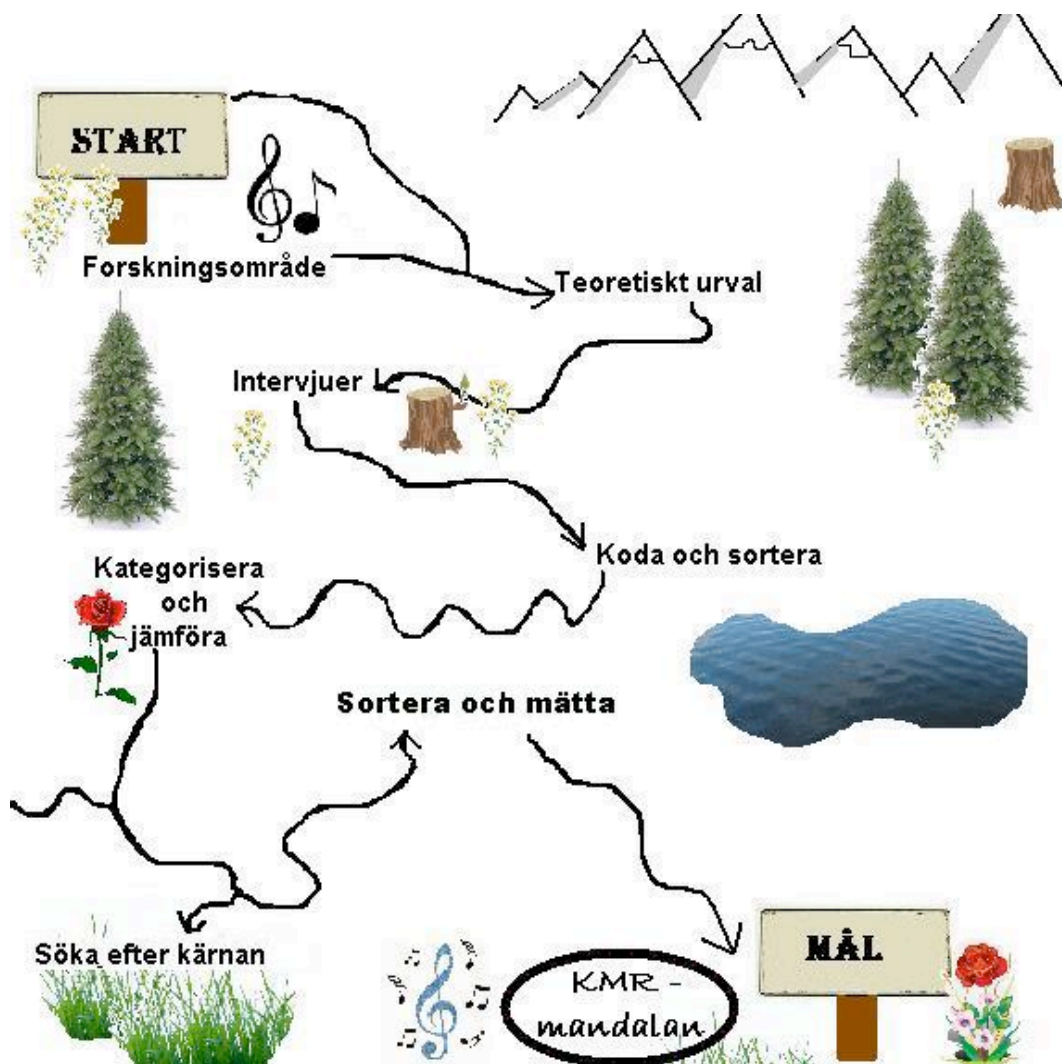 START
Forskningsområde
Teoretiskt urval
Intervjuer
Koda och sortera
Kategorisera
och
jämföra
Sortera och mätta
Söka efter kärnan
MÅL
KMR -
mandalan